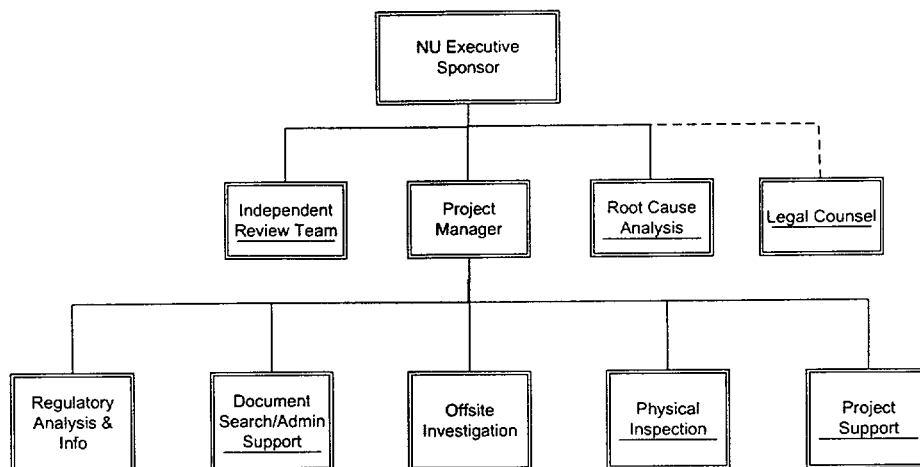 NU Executive
Sponsor
Independent
Review Team
Project
Manager
Root Cause
Analysis
Legal Counsel
Regulatory
Analysis &
Info
Document
Search/Admin
Support
Offsite
Investigation
Physical
Inspection
Project
Support